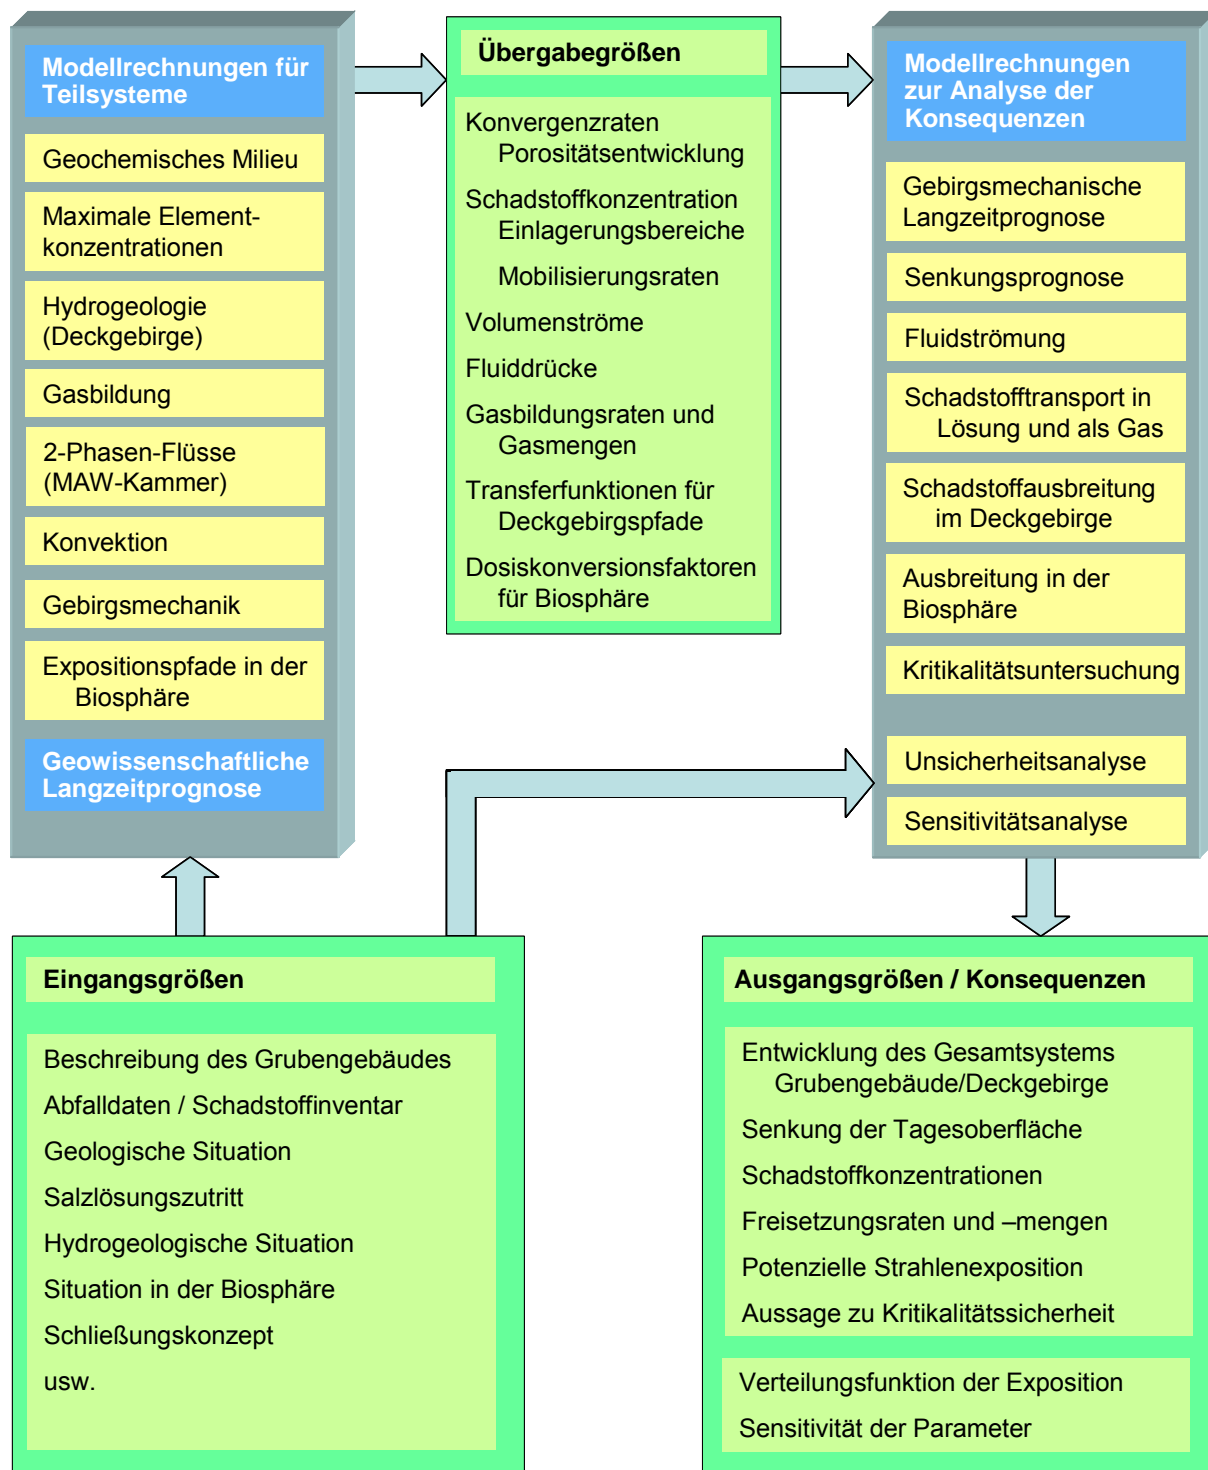 Modellrechnungen für
Teilsysteme
Geochemisches Milieu
Maximale Element-
konzentrationen
Hydrogeologie
(Deckgebirge)
Gasbildung
2-Phasen-Flüsse
(MAW-Kammer)
Konvektion
Gebirgsmechanik
Expositionspfade in der
Biosphäre
Geowissenschaftliche
Langzeitprognose
Übergabegrößen
Konvergenzraten
Porositätsentwicklung
Schadstoffkonzentration
Einlagerungsbereiche
Mobilisierungsraten
Volumenströme
Fluiddrücke
Gasbildungsraten und
Gasmengen
Transferfunktionen für
Deckgebirgspfade
Dosiskonversionsfaktoren
für Biosphäre
Modellrechnungen
zur Analyse der
Konsequenzen
Gebirgsmechanische
Langzeitprognose
Senkungsprognose
Fluidströmung
Schadstofftransport in
Lösung und als Gas
Schadstoffausbreitung
im Deckgebirge
Ausbreitung in der
Biosphäre
Kritikalitätsuntersuchung
Unsicherheitsanalyse
Sensitivitätsanalyse
Eingangsgrößen
Beschreibung des Grubengebäudes
Abfalldaten / Schadstoffinventar
Geologische Situation
Salzlösungszutritt
Hydrogeologische Situation
Situation in der Biosphäre
Schließungskonzept
usw.
Ausgangsgrößen / Konsequenzen
Entwicklung des Gesamtsystems
Grubengebäude/Deckgebirge
Senkung der Tagesoberfläche
Schadstoffkonzentrationen
Freisetzungsraten und –mengen
Potenzielle Strahlenexposition
Aussage zu Kritikalitätssicherheit
Verteilungsfunktion der Exposition
Sensitivität der Parameter